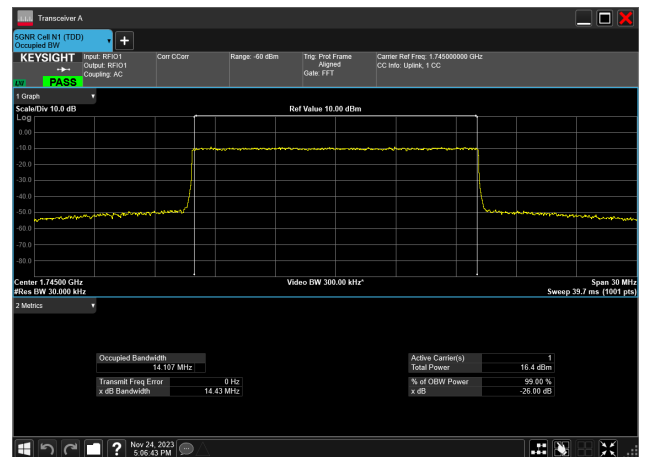 Transceiver A
5GNR Cell N1 (TDD)
Occupied BW
KEYSIGHT
Input: RFIO1
Output: RFIO1
Coupling: AC
Corr CCorr
Range: -60 dBm
Trig: Prot Frame
Aligned
Gate: FFT
Carrier Ref Freq: 1.745000000 GHz
CC Info: Uplink, 1 CC
PASS
1 Graph
Scale/Div 10.0 dB
Ref Value 10.00 dBm
Log
0.00
-10.0
-20.0
-30.0
-40.0
-50.0
-60.0
-70.0
-80.0
Center 1.74500 GHz
Video BW 300.00 kHz*
Span 30 MHz
#Res BW 30.000 kHz
Sweep 39.7 ms (1001 pts)
2 Metrics
Occupied Bandwidth
14.107 MHz
Active Carrier(s) 1
Total Power 16.4 dBm
Transmit Freq Error 0 Hz
x dB Bandwidth 14.43 MHz
% of OBW Power 99.00 %
x dB -26.00 dB
Nov 24, 2023
5:06:43 PM